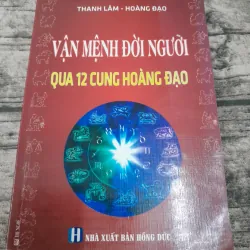 THANH LÂM - HOÀNG ĐẠO
VẬN MỆNH ĐỜI NGƯỜI
QUA 12 CUNG HOÀNG ĐẠO
H NHÀ XUẤT BẢN HỒNG ĐỨC